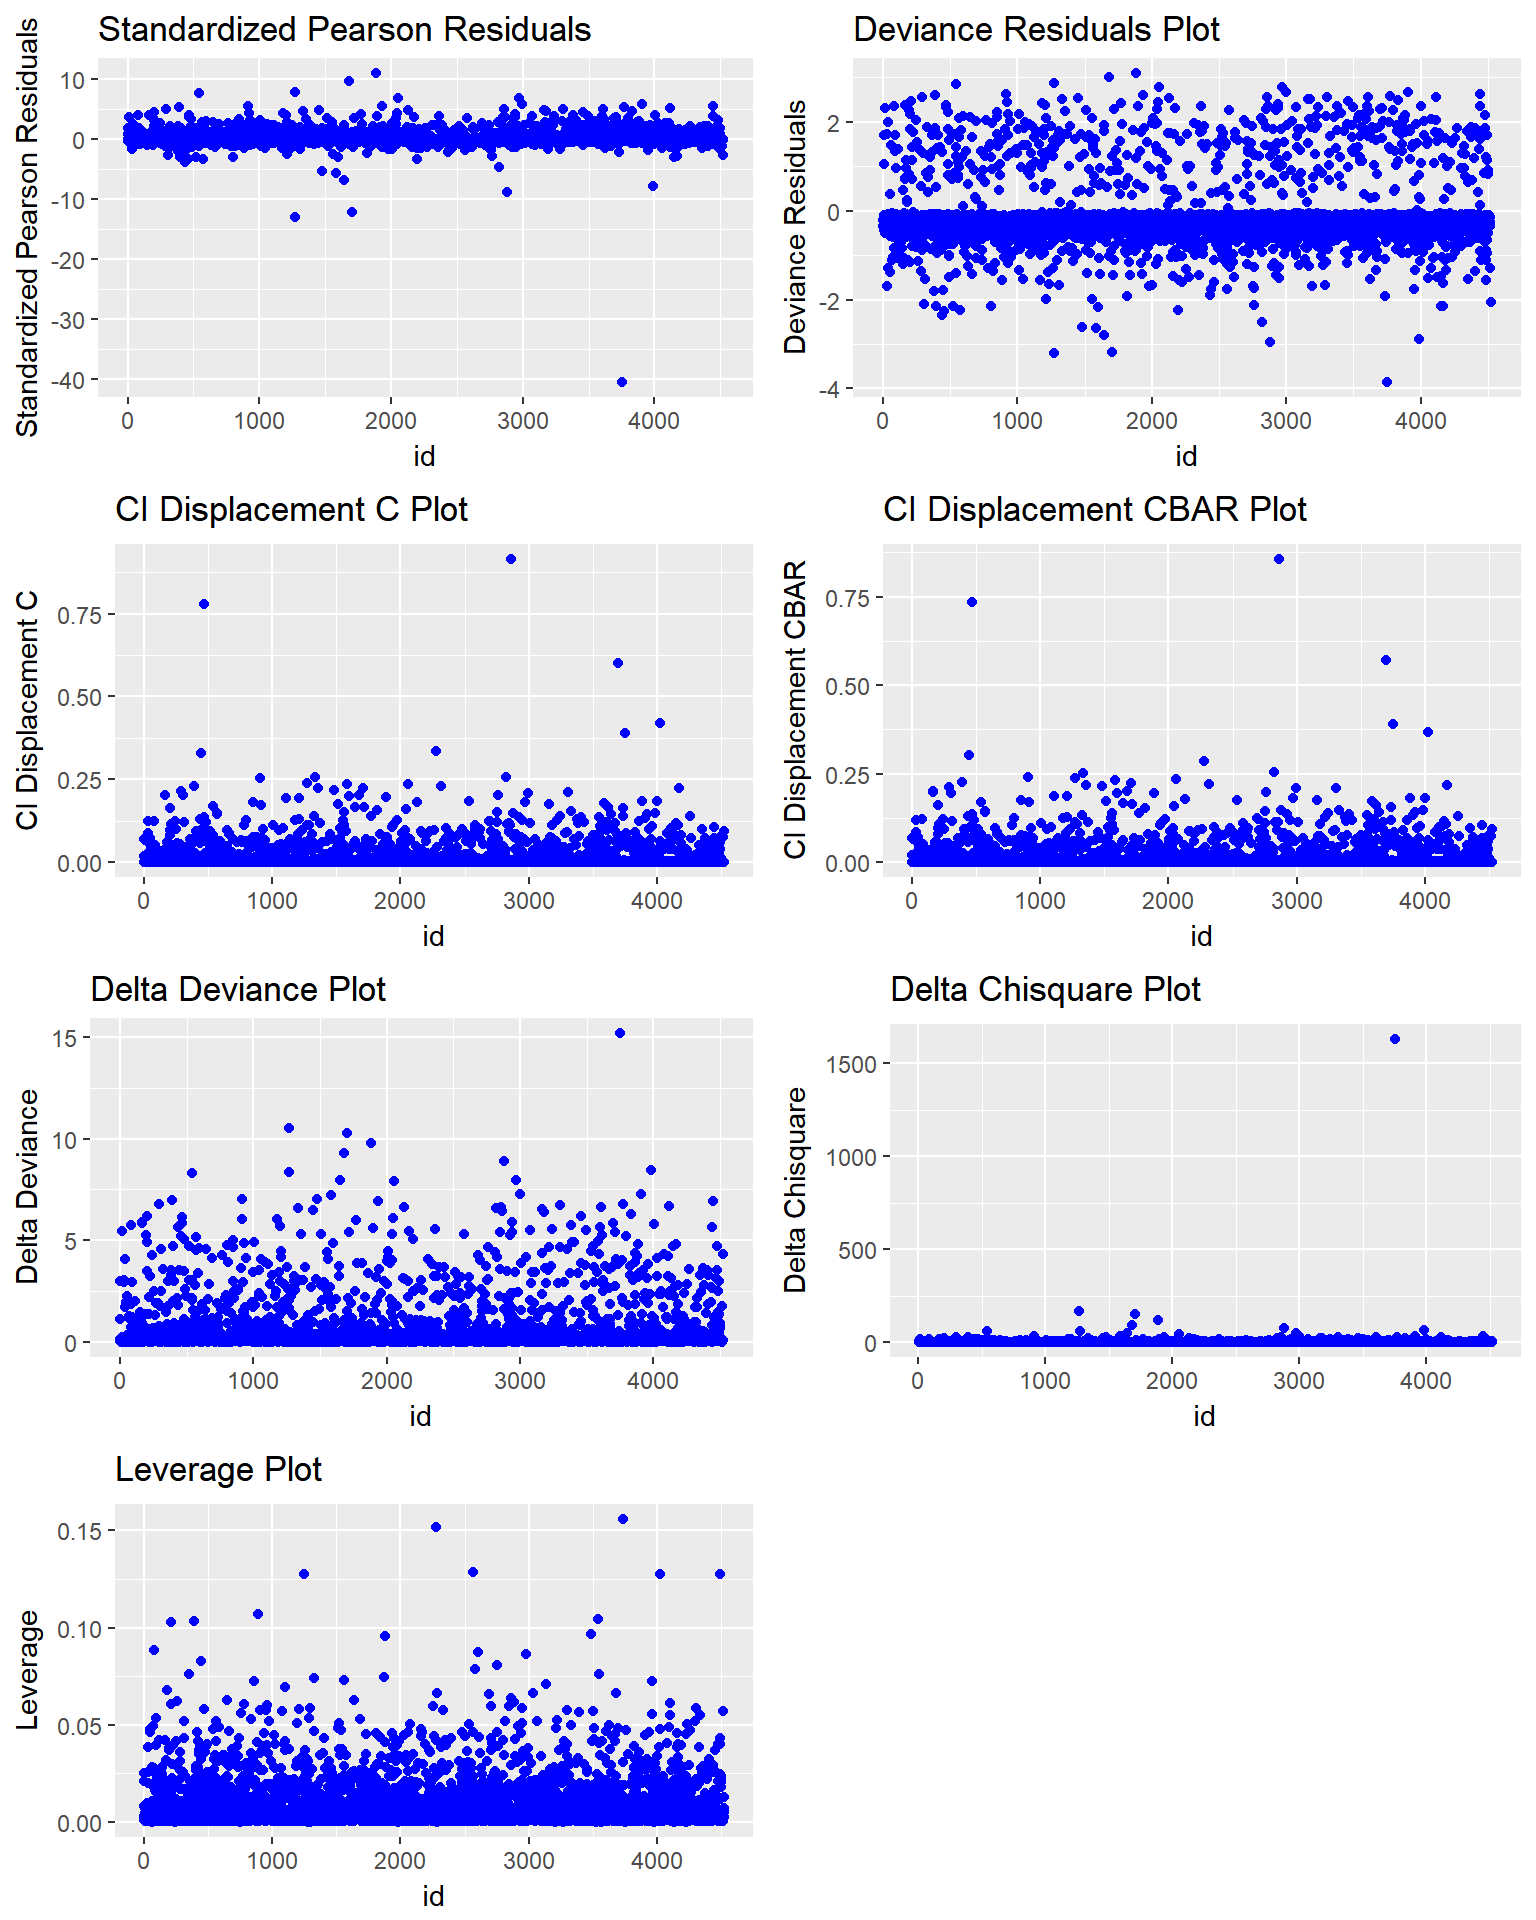 Standardized Pearson Residuals
Standardized Pearson Residuals
10
0
-10
-20
-30
-40
0 1000 2000 3000 4000
id
Deviance Residuals Plot
Deviance Residuals
2
0
-2
-4
0 1000 2000 3000 4000
id
CI Displacement C Plot
CI Displacement C
0.75
0.50
0.25
0.00
0 1000 2000 3000 4000
id
CI Displacement CBAR Plot
CI Displacement CBAR
0.75
0.50
0.25
0.00
0 1000 2000 3000 4000
id
Delta Deviance Plot
Delta Deviance
15
10
5
0
0 1000 2000 3000 4000
id
Delta Chisquare Plot
Delta Chisquare
1500
1000
500
0
0 1000 2000 3000 4000
id
Leverage Plot
Leverage
0.15
0.10
0.05
0.00
0 1000 2000 3000 4000
id